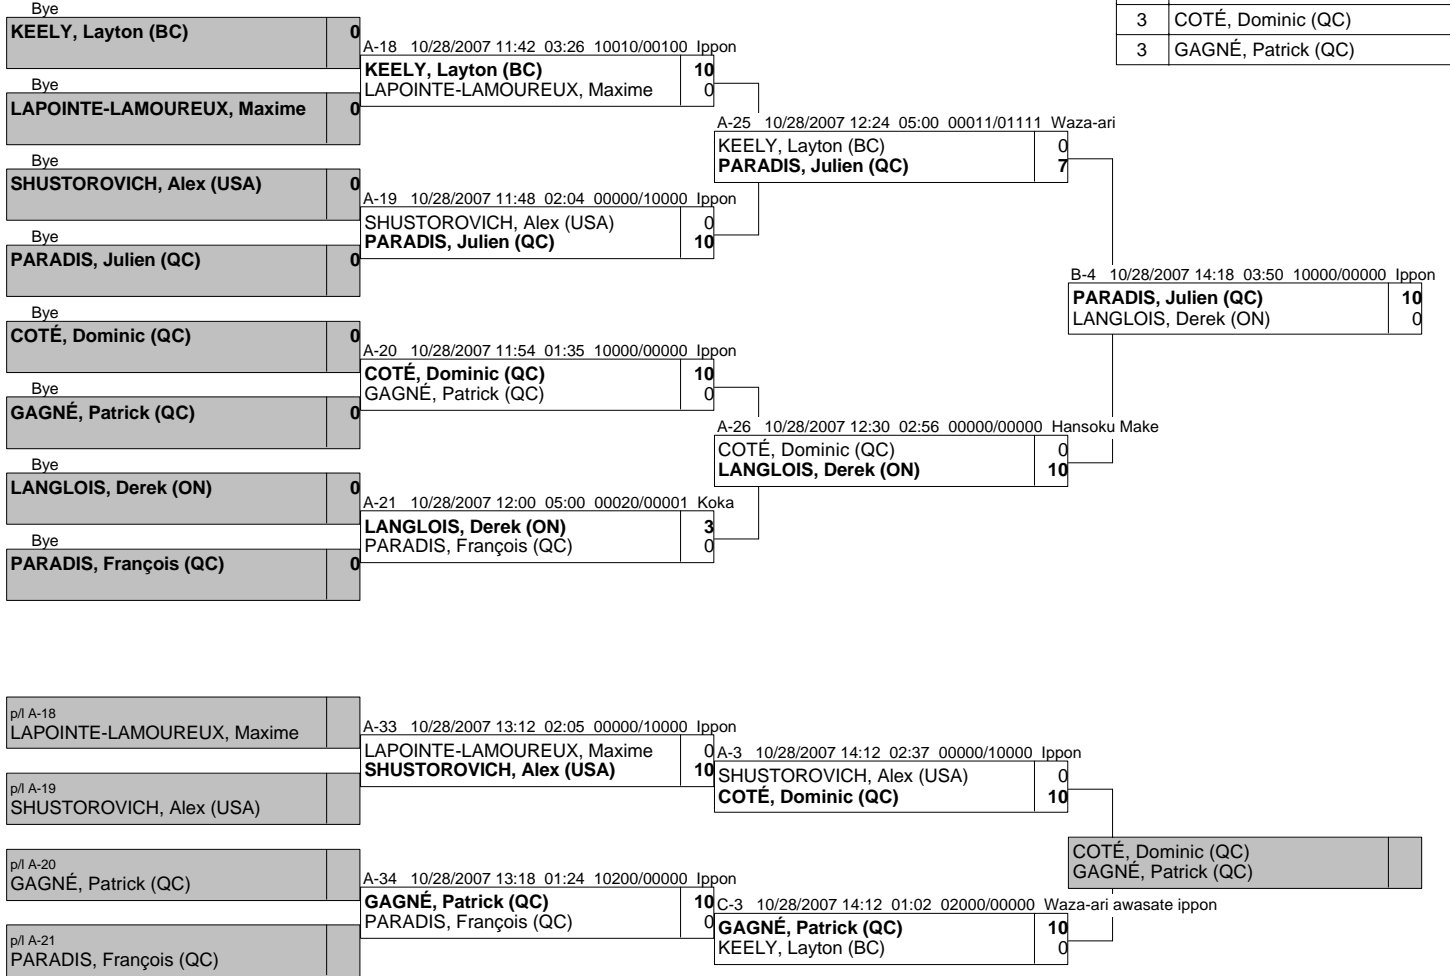 3 COTÉ, Dominic (QC)
3 GAGNÉ, Patrick (QC)
Bye
KEELY, Layton (BC) 0
Bye
LAPOINTE-LAMOUREUX, Maxime 0
Bye
SHUSTOROVICH, Alex (USA) 0
Bye
PARADIS, Julien (QC) 0
Bye
COTÉ, Dominic (QC) 0
Bye
GAGNÉ, Patrick (QC) 0
Bye
LANGLOIS, Derek (ON) 0
Bye
PARADIS, François (QC) 0
A-18 10/28/2007 11:42 03:26 10010/00100 Ippon
KEELY, Layton (BC) 10
LAPOINTE-LAMOUREUX, Maxime 0
A-19 10/28/2007 11:48 02:04 00000/10000 Ippon
SHUSTOROVICH, Alex (USA) 0
PARADIS, Julien (QC) 10
A-20 10/28/2007 11:54 01:35 10000/00000 Ippon
COTÉ, Dominic (QC) 10
GAGNÉ, Patrick (QC) 0
A-21 10/28/2007 12:00 05:00 00020/00001 Koka
LANGLOIS, Derek (ON) 3
PARADIS, François (QC) 0
A-25 10/28/2007 12:24 05:00 00011/01111 Waza-ari
KEELY, Layton (BC) 0
PARADIS, Julien (QC) 7
A-26 10/28/2007 12:30 02:56 00000/00000 Hansoku Make
COTÉ, Dominic (QC) 0
LANGLOIS, Derek (ON) 10
B-4 10/28/2007 14:18 03:50 10000/00000 Ippon
PARADIS, Julien (QC) 10
LANGLOIS, Derek (ON) 0
p/l A-18
LAPOINTE-LAMOUREUX, Maxime
p/l A-19
SHUSTOROVICH, Alex (USA)
p/l A-20
GAGNÉ, Patrick (QC)
p/l A-21
PARADIS, François (QC)
A-33 10/28/2007 13:12 02:05 00000/10000 Ippon
LAPOINTE-LAMOUREUX, Maxime 0
SHUSTOROVICH, Alex (USA) 10
A-34 10/28/2007 13:18 01:24 10200/00000 Ippon
GAGNÉ, Patrick (QC) 10
PARADIS, François (QC) 0
A-3 10/28/2007 14:12 02:37 00000/10000 Ippon
SHUSTOROVICH, Alex (USA) 0
COTÉ, Dominic (QC) 10
C-3 10/28/2007 14:12 01:02 02000/00000 Waza-ari awasate ippon
GAGNÉ, Patrick (QC) 10
KEELY, Layton (BC) 0
COTÉ, Dominic (QC)
GAGNÉ, Patrick (QC)